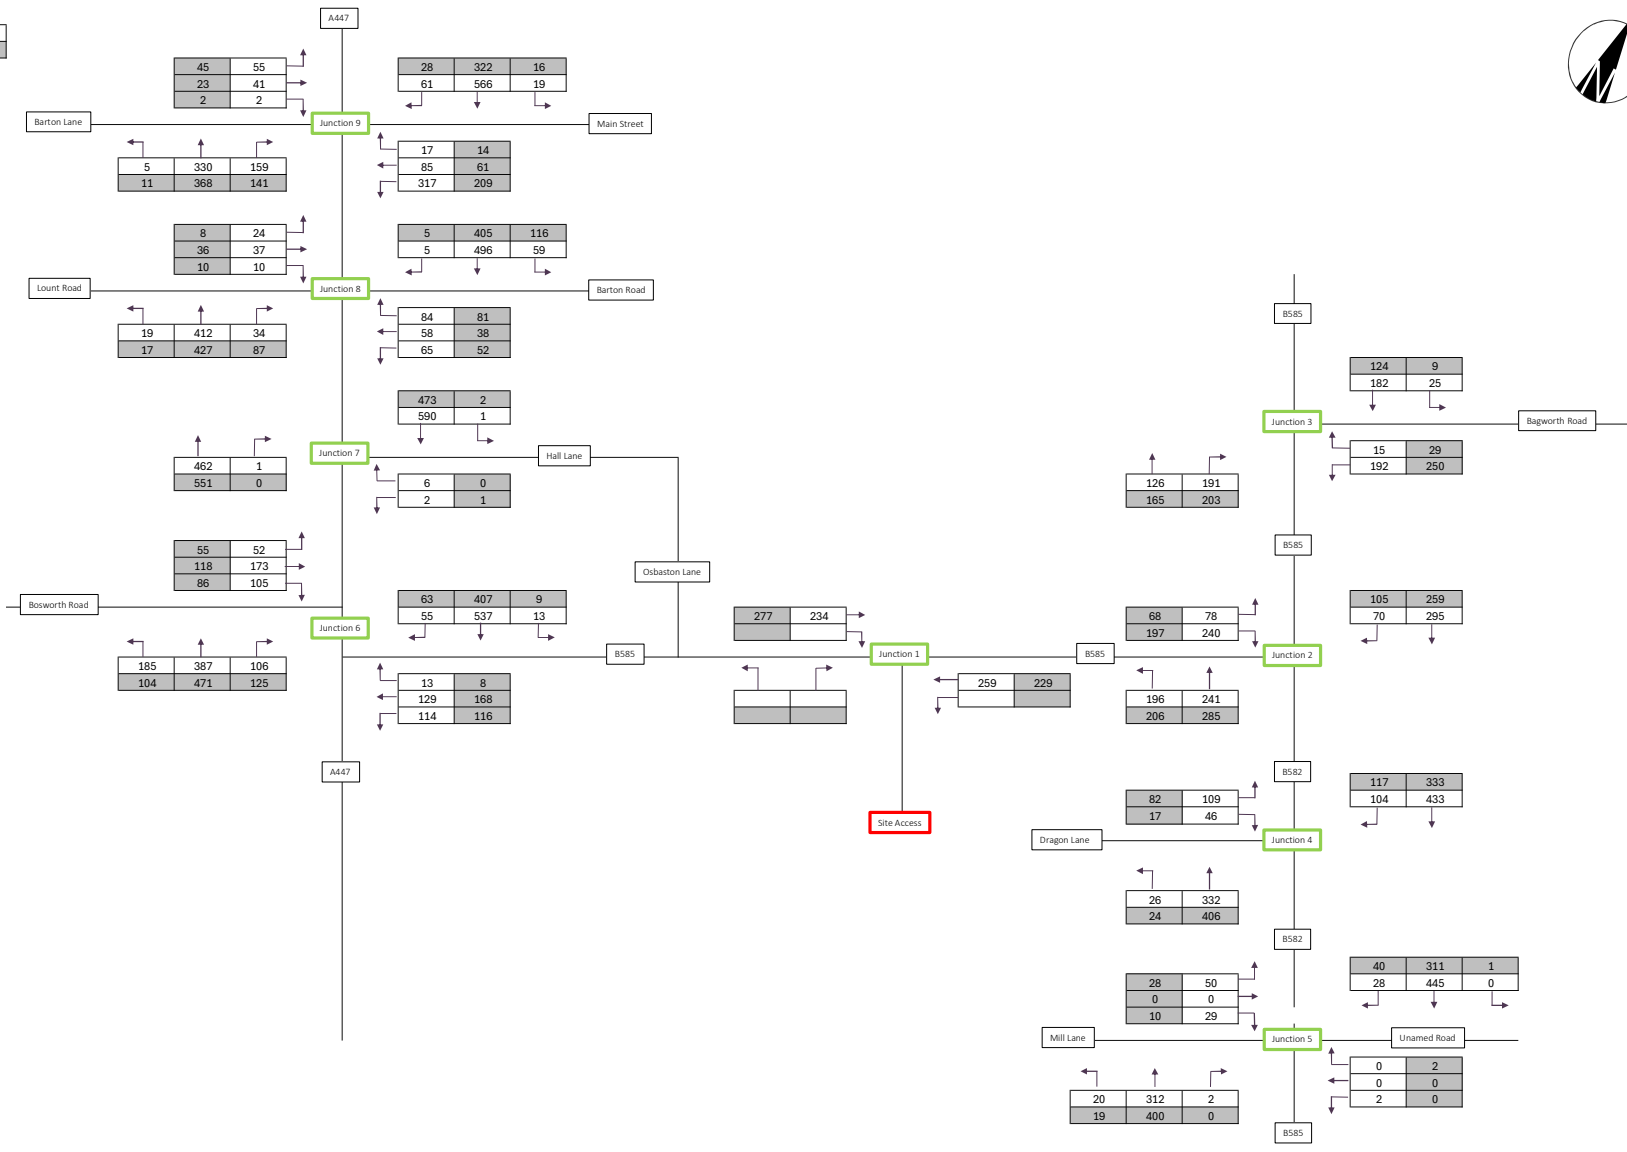 A447
45 55
23 41
2 2
28 322 16
61 566 19
Barton Lane
Junction 9
Main Street
5 330 159
11 368 141
17 14
85 61
317 209
8 24
36 37
10 10
5 405 116
5 496 59
Lount Road
Junction 8
Barton Road
19 412 34
17 427 87
84 81
58 38
65 52
473 2
590 1
Junction 7
Hall Lane
462 1
551 0
6 0
2 1
55 52
118 173
86 105
Osbaston Lane
63 407 9
55 537 13
Bosworth Road
Junction 6
185 387 106
104 471 125
13 8
129 168
114 116
B585
A447
277 234
Junction 1
259 229
B585
Site Access
B585
124 9
182 25
Junction 3
Bagworth Road
126 191
165 203
15 29
192 250
B585
68 78
197 240
105 259
70 295
Junction 2
196 241
206 285
B582
82 109
17 46
117 333
104 433
Dragon Lane
Junction 4
26 332
24 406
B582
28 50
0 0
10 29
40 311 1
28 445 0
Mill Lane
Junction 5
Unamed Road
20 312 2
19 400 0
0 2
0 0
2 0
B585
N